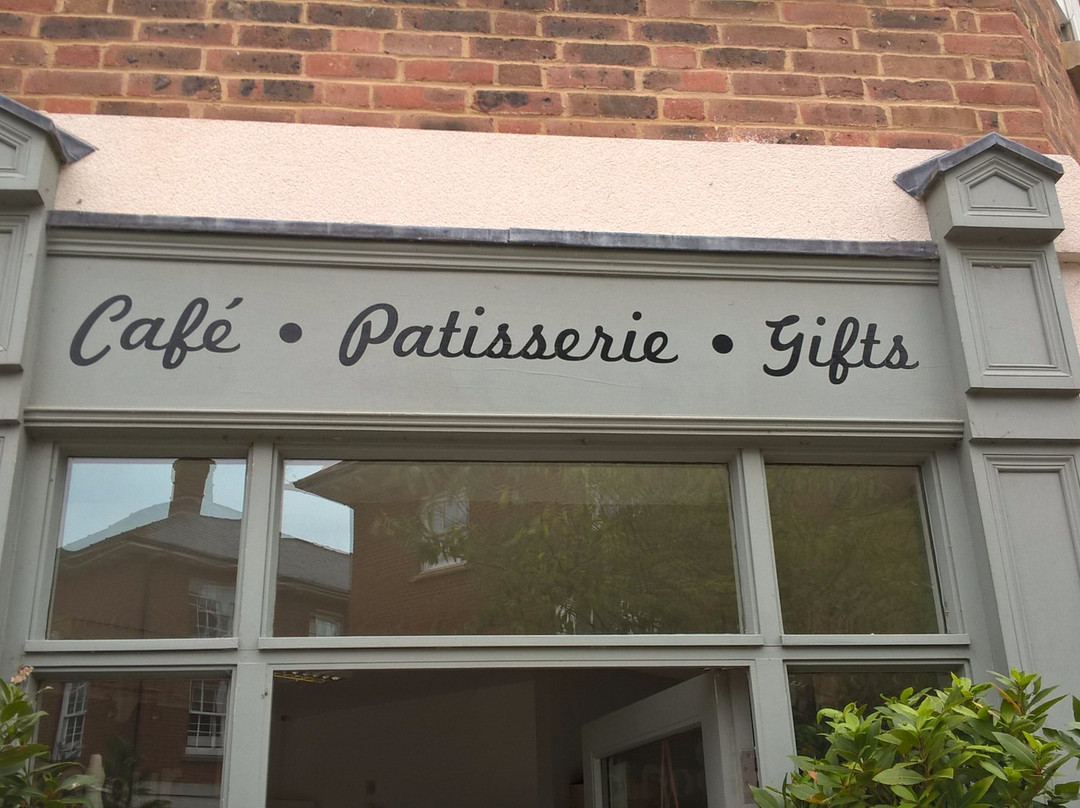 Café • Patisserie • Gifts